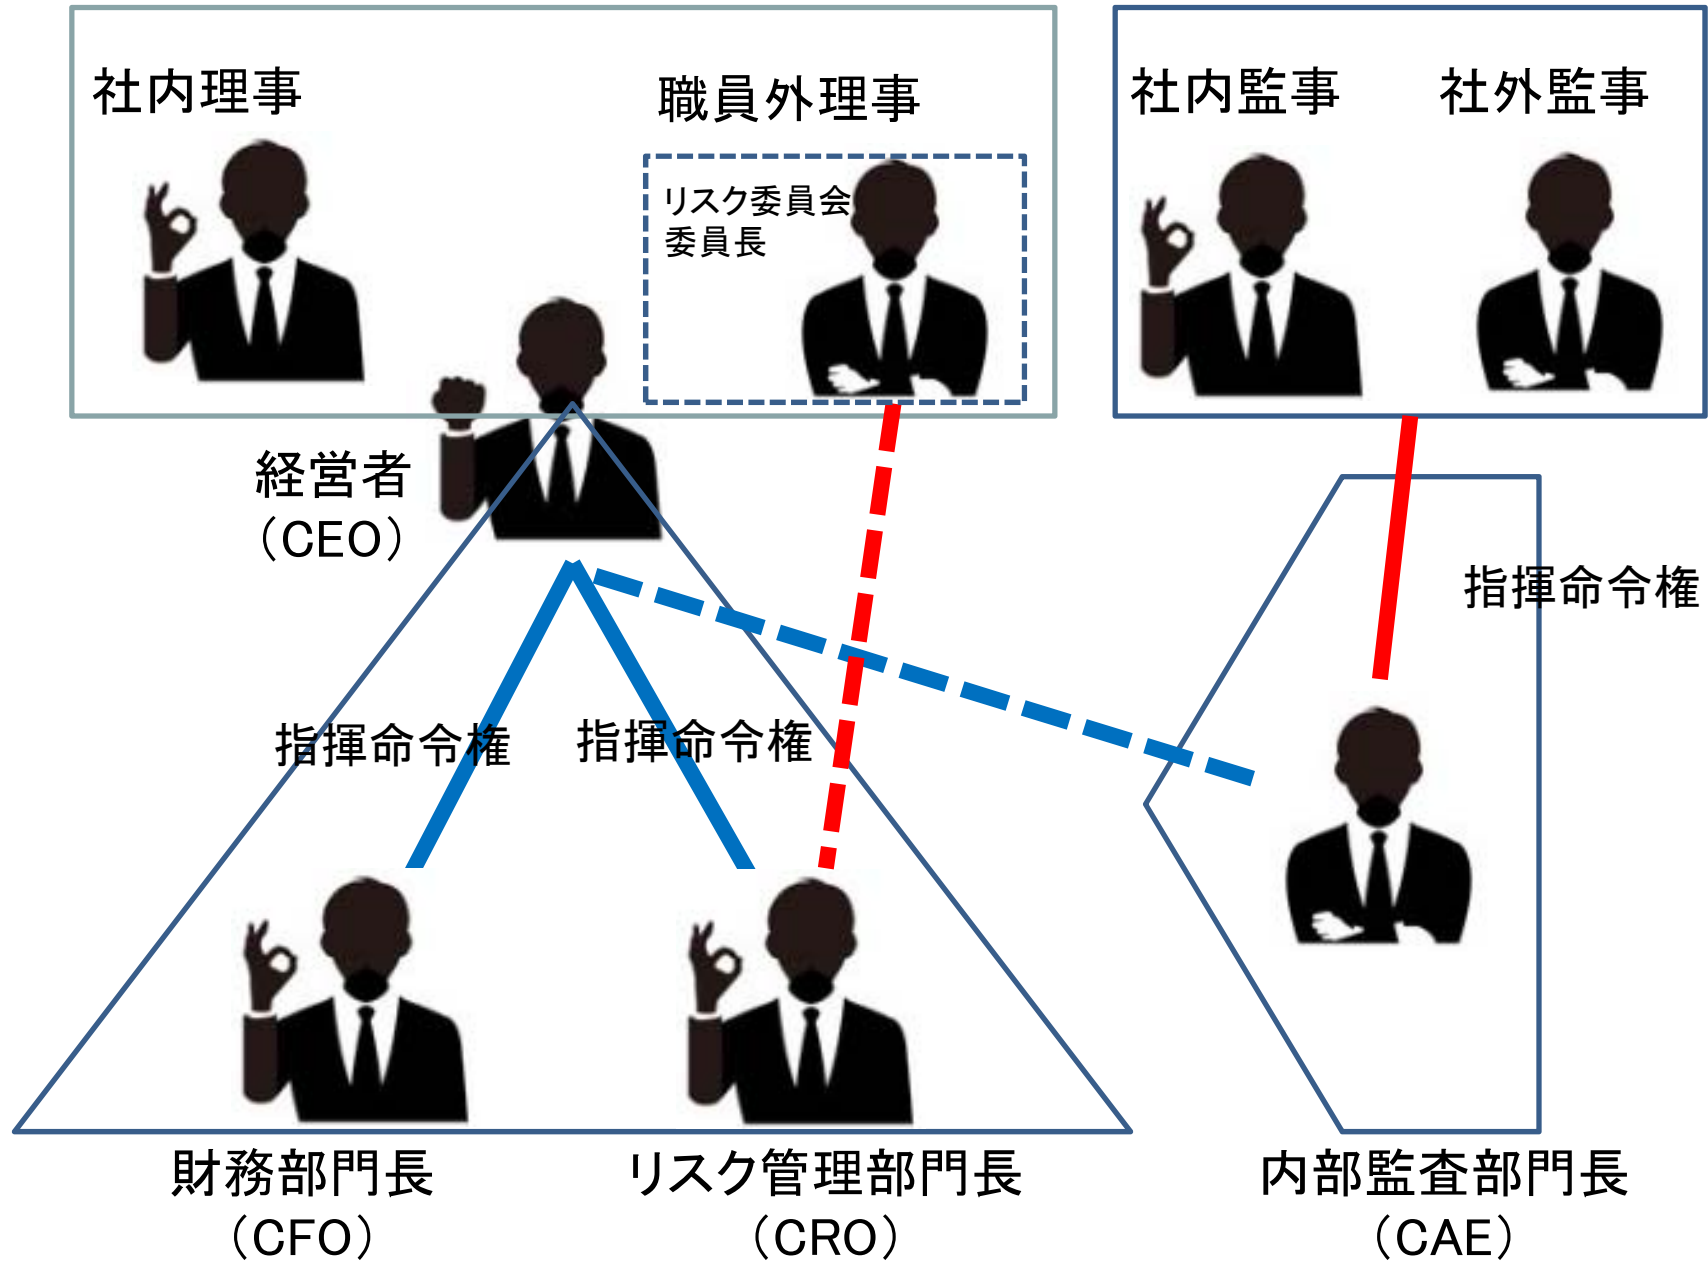 社内理事
職員外理事
社内監事
社外監事
リスク委員会
委員長
経営者
（CEO）
指揮命令権
指揮命令権
指揮命令権
財務部門長
（CFO）
リスク管理部門長
（CRO）
内部監査部門長
（CAE）